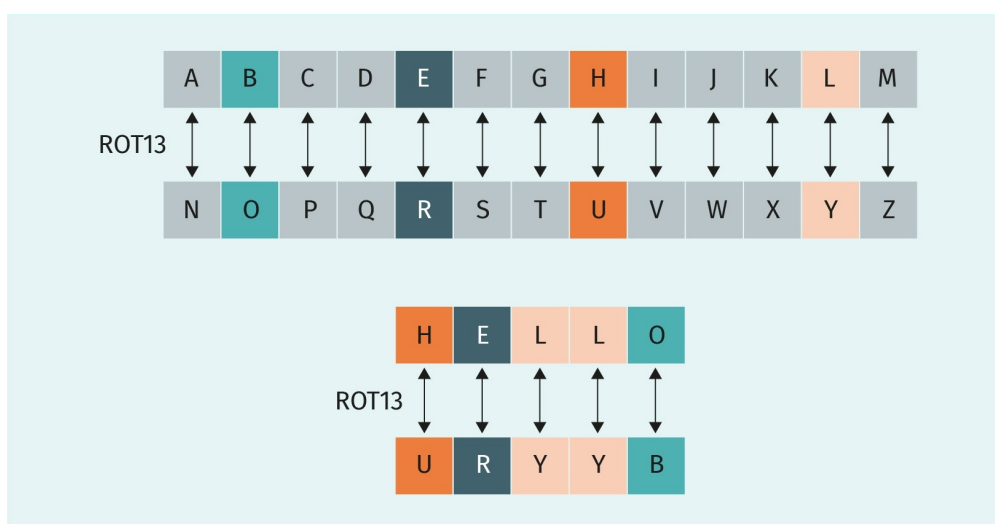 A B C D E F G H I J K L M
ROT13
N O P Q R S T U V W X Y Z
H E L L O
ROT13
U R Y Y B